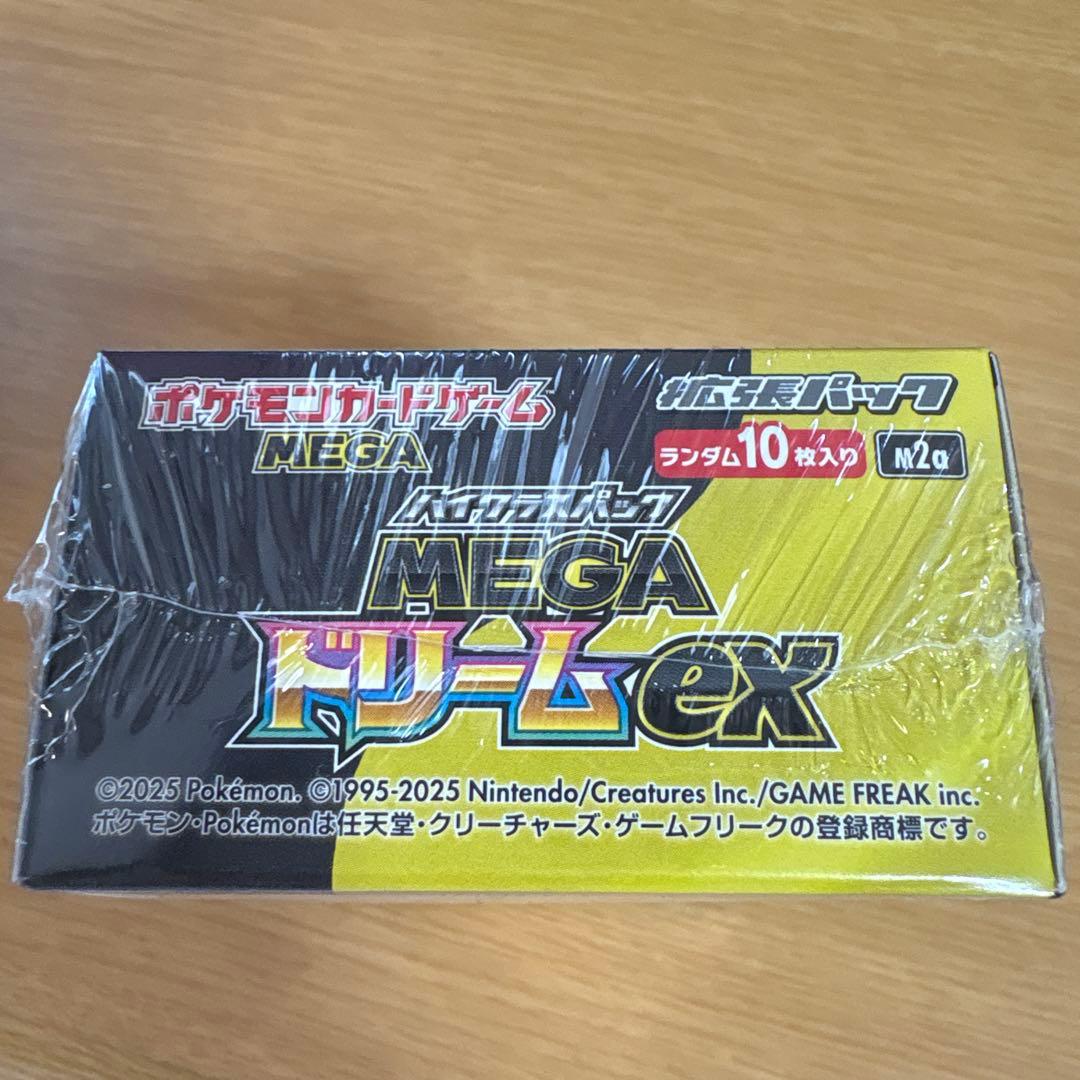 ポケモンカードゲーム™
MEGA
拡張パック
ランダム10枚入り
M2a
ハイクラスパック
MEGA
ドリームex
©2025 Pokémon. ©1995-2025 Nintendo/Creatures Inc./GAME FREAK inc.
ポケモン・Pokémonは任天堂・クリーチャーズ・ゲームフリークの登録商標です。